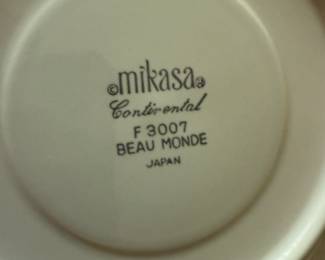 ©mikasa®
Continental
F 3007
BEAU MONDE
JAPAN